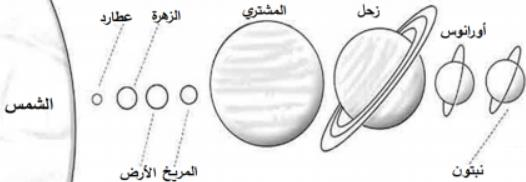 المشتري
زحل
الزهرة
عطارد
أورانوس
الشمس
المريخ
الأرض
نبتون